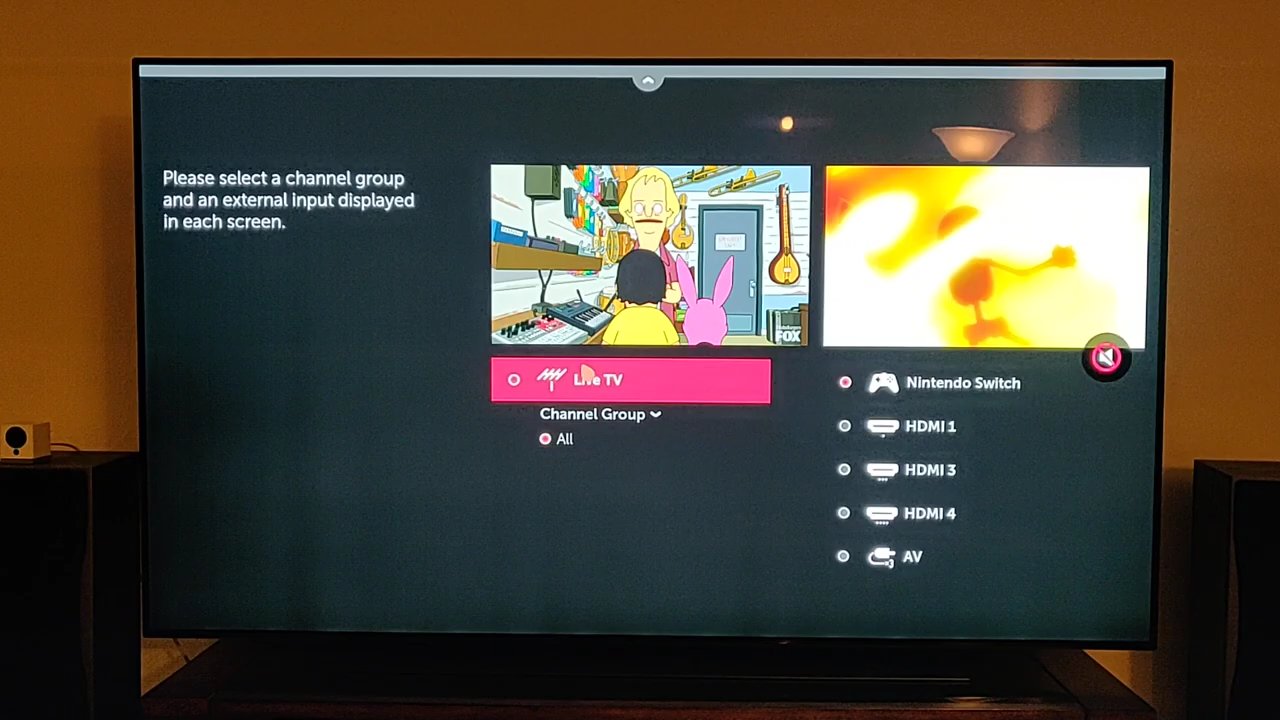 Please select a channel group
and an external input displayed
in each screen.
FOX
Live TV
Channel Group
All
Nintendo Switch
HDMI 1
HDMI 3
HDMI 4
AV